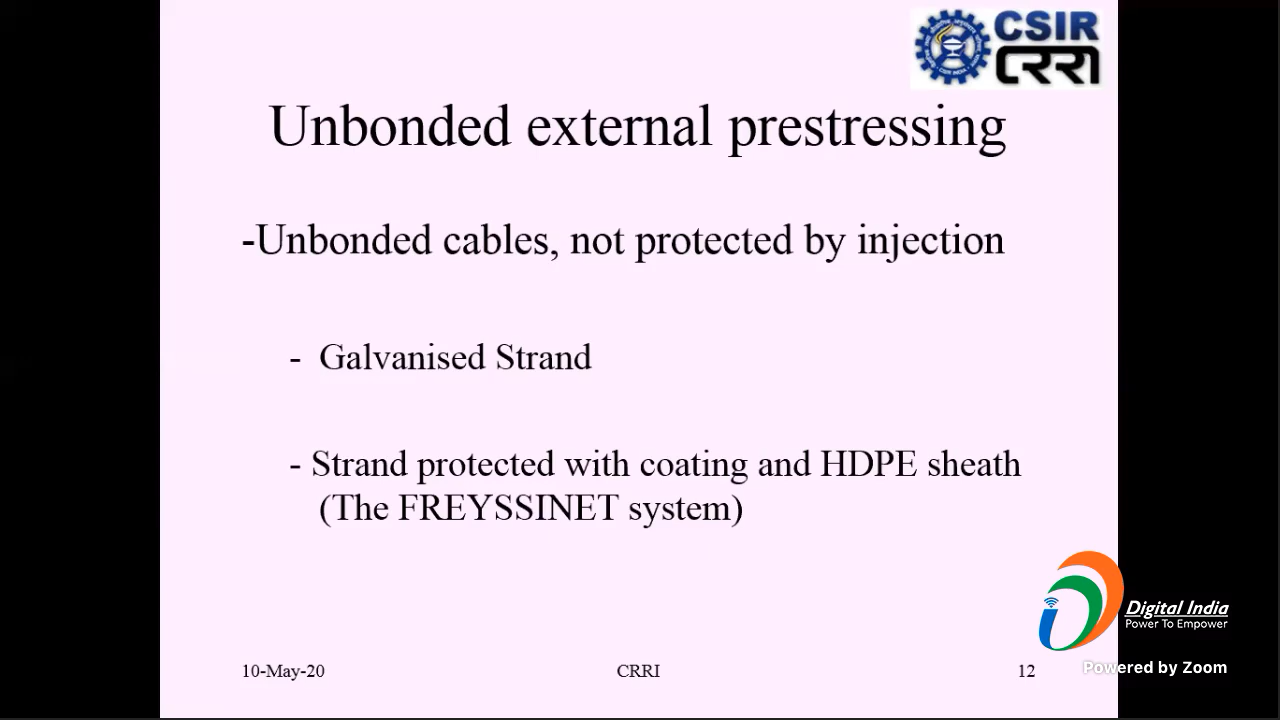 CSIR
CRRI
Unbonded external prestressing
-Unbonded cables, not protected by injection
- Galvanised Strand
- Strand protected with coating and HDPE sheath
(The FREYSSINET system)
Digital India
Power To Empower
10-May-20
CRRI
12
Powered by Zoom